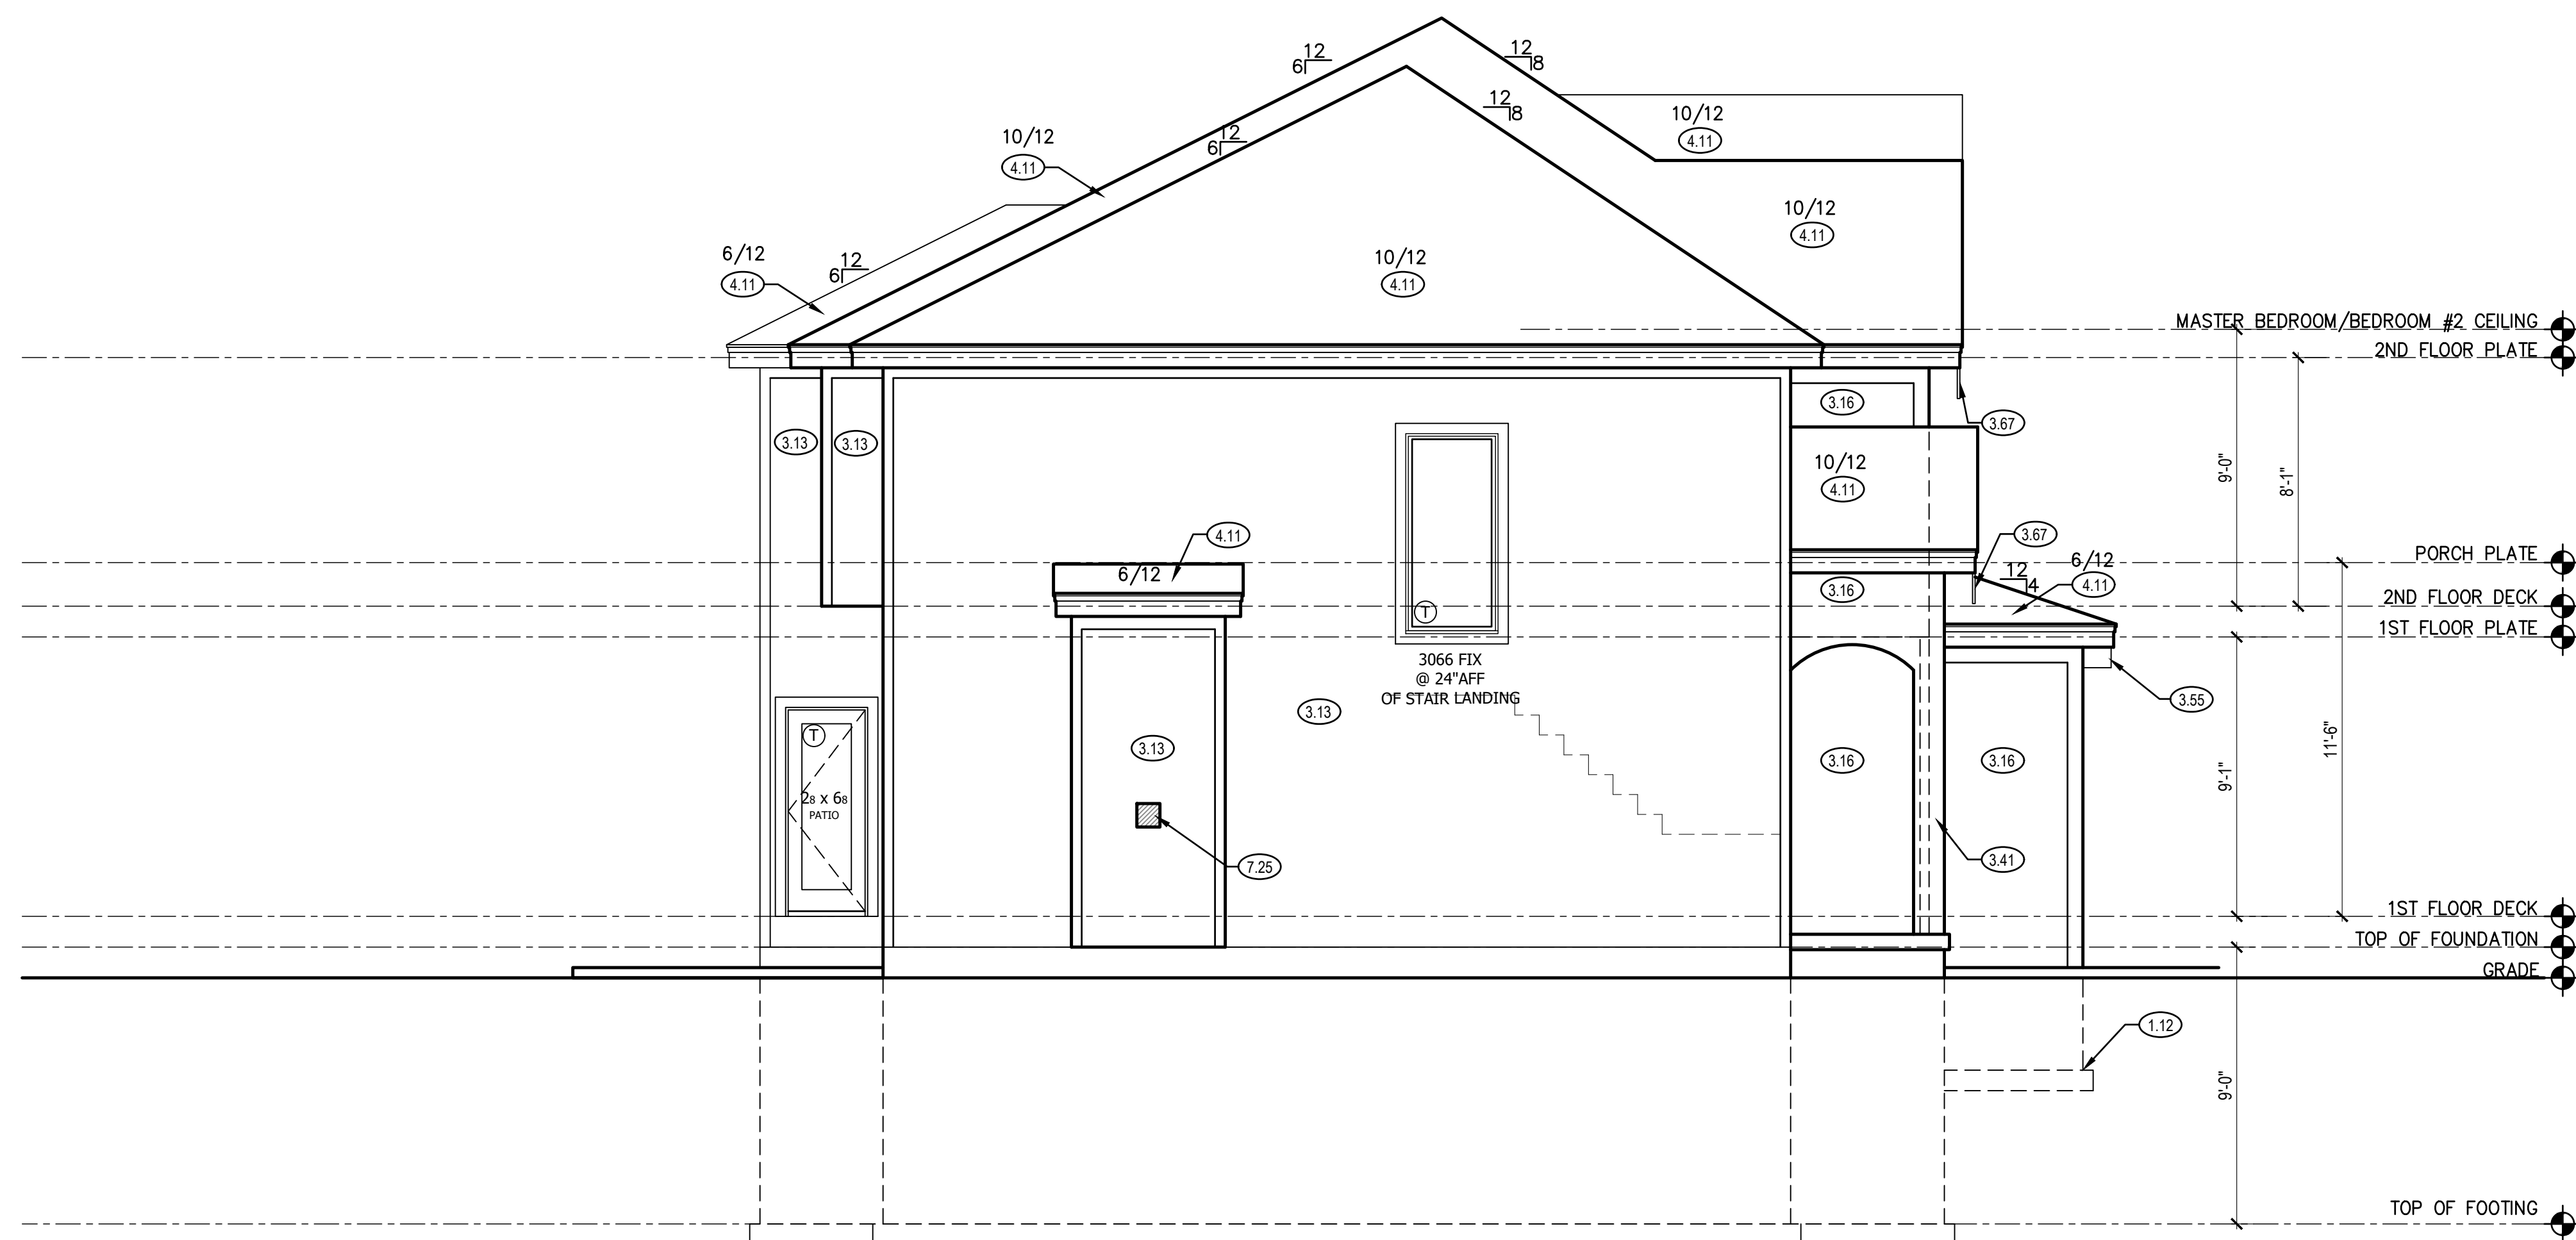 12
6
12
8
12
8
10/12
4.11
12
6
10/12
4.11
10/12
4.11
6/12
4.11
12
6
10/12
4.11
MASTER BEDROOM/BEDROOM #2 CEILING
2ND FLOOR PLATE
3.16
3.67
3.13
3.13
10/12
4.11
9'-0"
8'-1"
4.11
6/12
3.67
6/12
4.11
12
4
PORCH PLATE
3.16
2ND FLOOR DECK
T
1ST FLOOR PLATE
3066 FIX
@ 24"AFF
OF STAIR LANDING
3.13
3.55
T
3.13
3.16
3.16
11'-6"
9'-1"
28 x 68
PATIO
7.25
3.41
1ST FLOOR DECK
TOP OF FOUNDATION
GRADE
1.12
9'-0"
TOP OF FOOTING